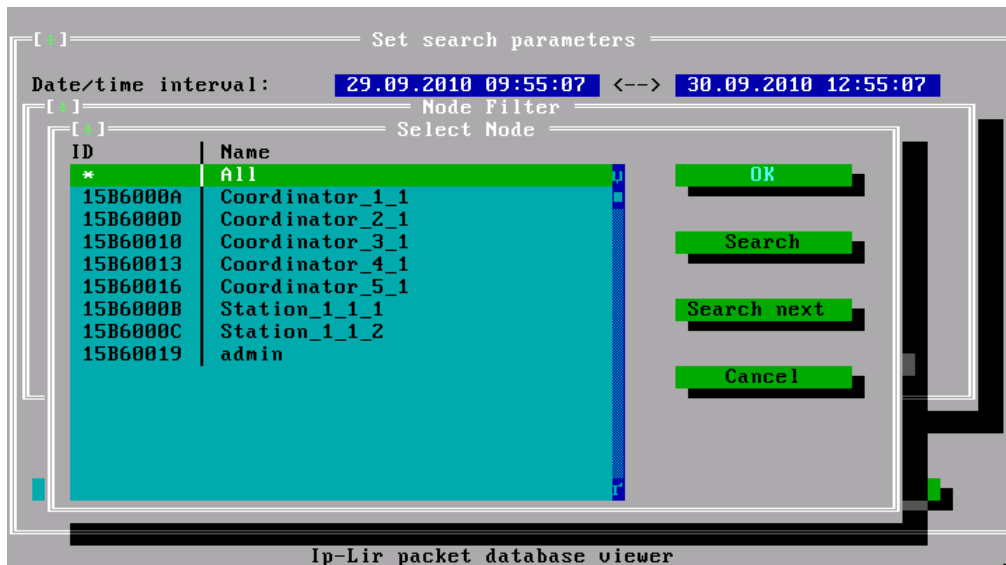 [↕] Set search parameters
Date/time interval: 29.09.2010 09:55:07 <--> 30.09.2010 12:55:07
[↕] Node Filter
[↕] Select Node
ID Name
* All OK
15B6000A Coordinator_1_1
15B6000D Coordinator_2_1
15B60010 Coordinator_3_1 Search
15B60013 Coordinator_4_1
15B60016 Coordinator_5_1
15B6000B Station_1_1_1 Search next
15B6000C Station_1_1_2
15B60019 admin
Cancel
Ip-Lir packet database viewer